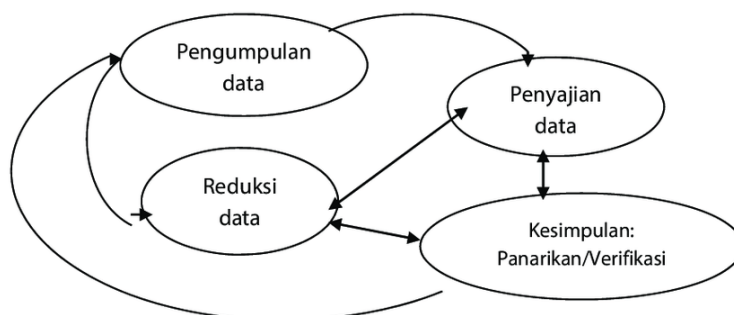 Pengumpulan
data
Penyajian
data
Reduksi
data
Kesimpulan:
Panarikan/Verifikasi